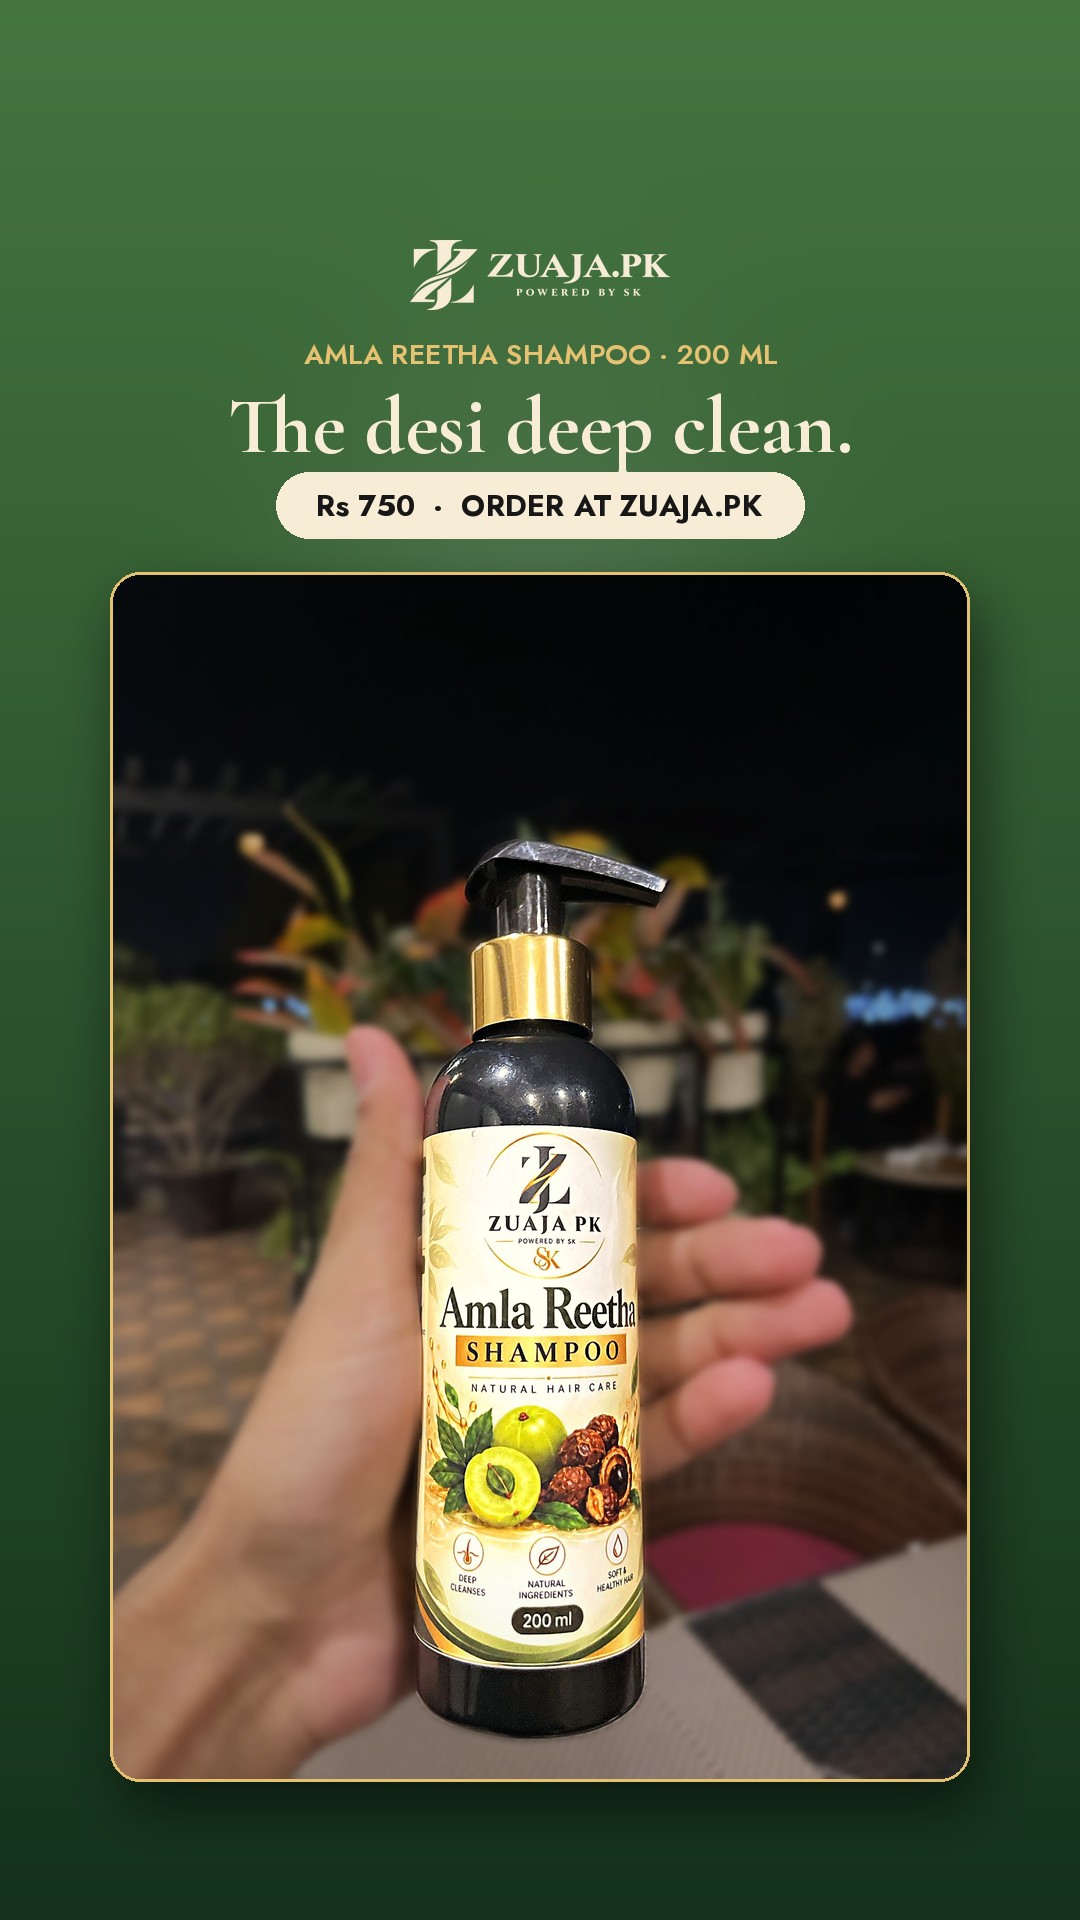 ZUAJA.PK
POWERED BY SK
AMLA REETHA SHAMPOO · 200 ML
The desi deep clean.
Rs 750 · ORDER AT ZUAJA.PK
ZUAJA PK
POWERED BY SK
SK
Amla Reetha
SHAMPOO
NATURAL HAIR CARE
DEEP
CLEANSES
NATURAL
INGREDIENTS
SOFT &
HEALTHY HAIR
200 ml